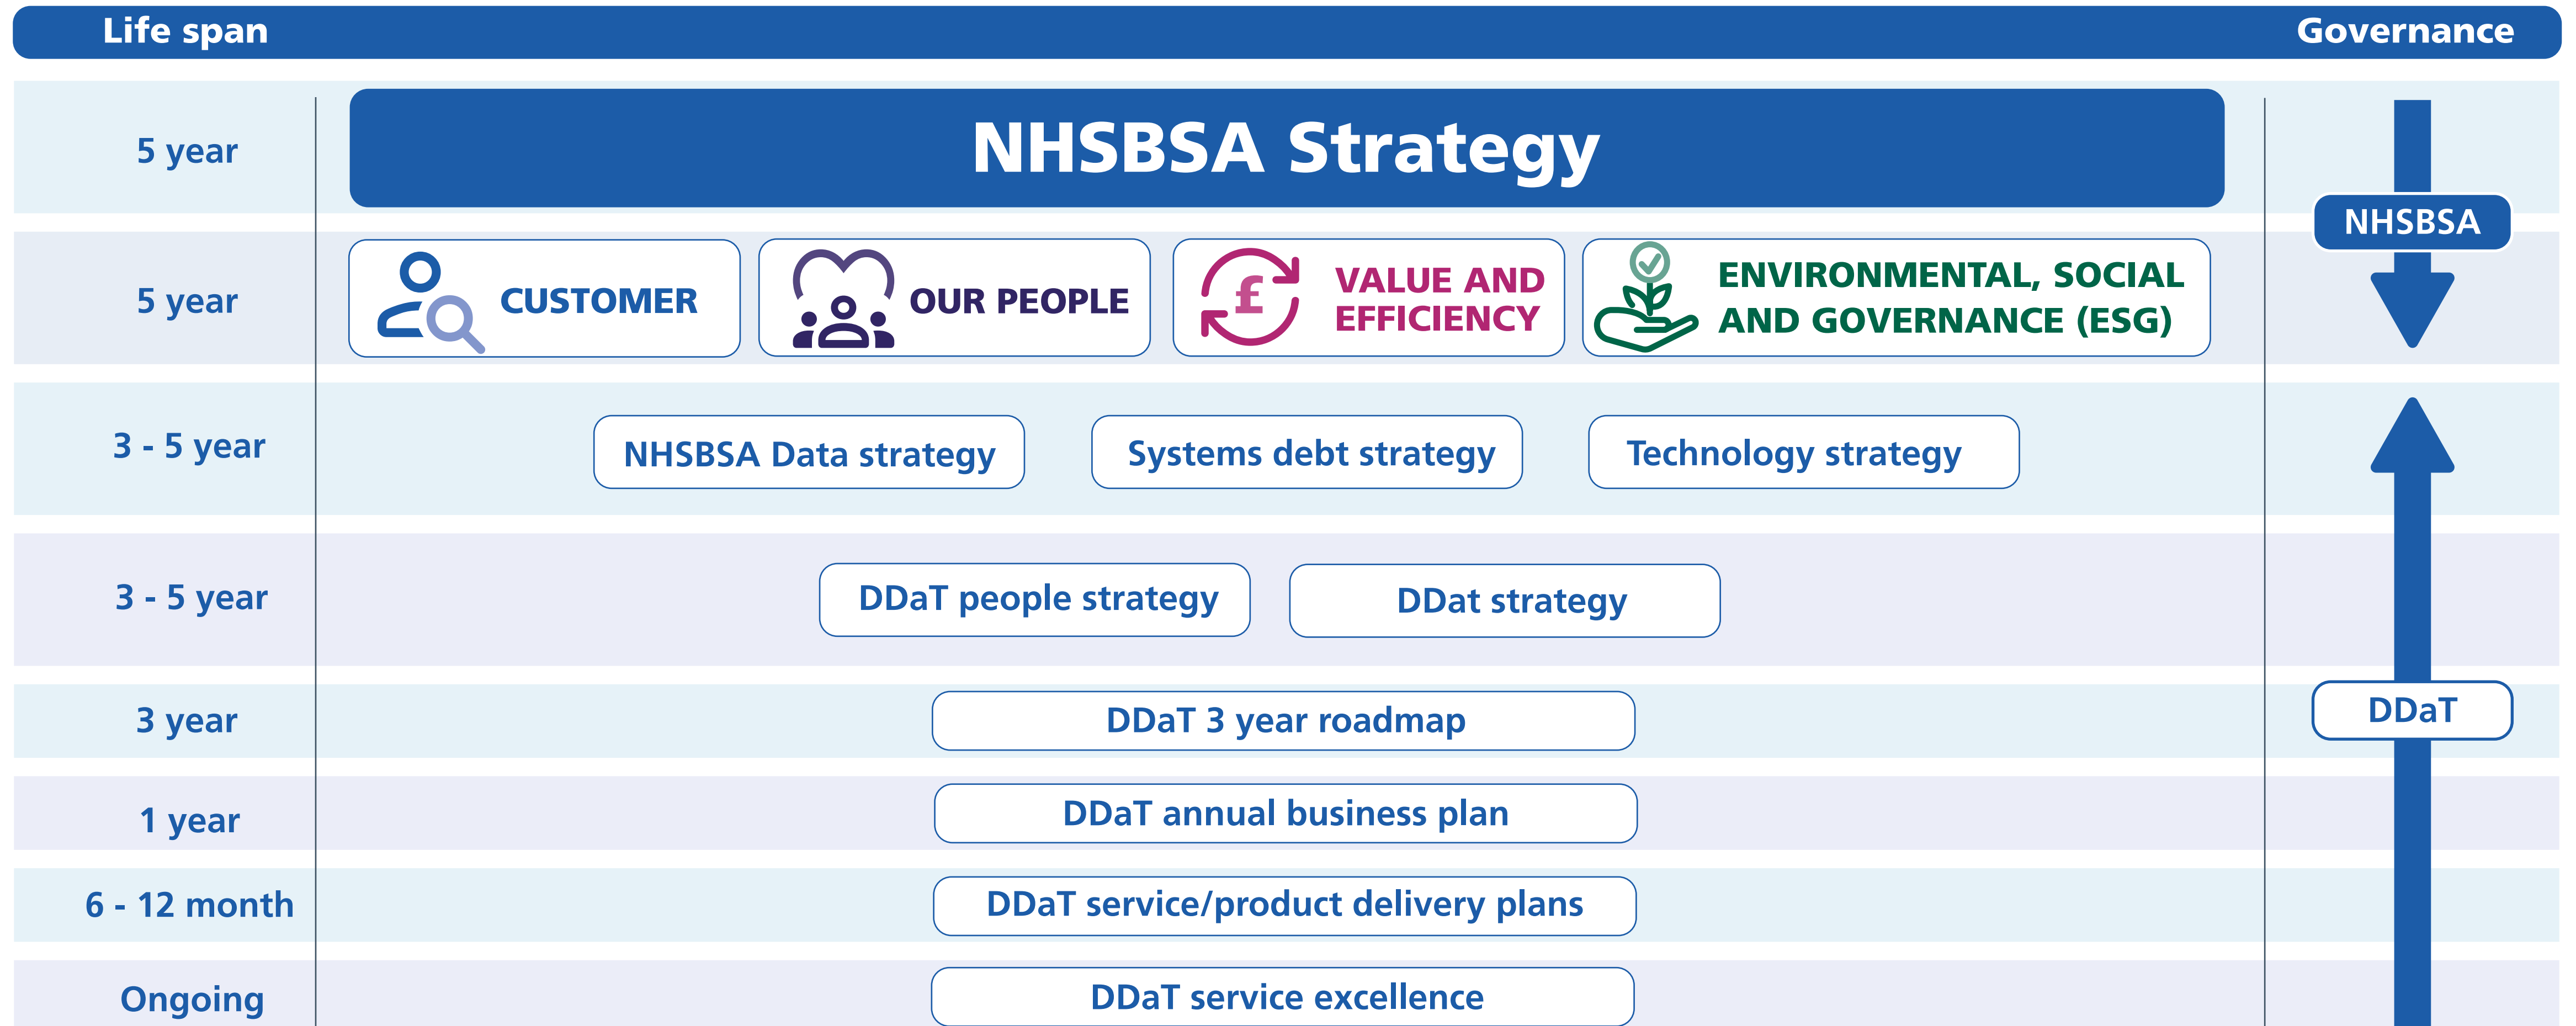 Life span
Governance
5 year
NHSBSA Strategy
NHSBSA
5 year
CUSTOMER
OUR PEOPLE
£
VALUE AND
EFFICIENCY
ENVIRONMENTAL, SOCIAL
AND GOVERNANCE (ESG)
3 - 5 year
NHSBSA Data strategy
Systems debt strategy
Technology strategy
3 - 5 year
DDaT people strategy
DDat strategy
3 year
DDaT 3 year roadmap
DDaT
1 year
DDaT annual business plan
6 - 12 month
DDaT service/product delivery plans
Ongoing
DDaT service excellence